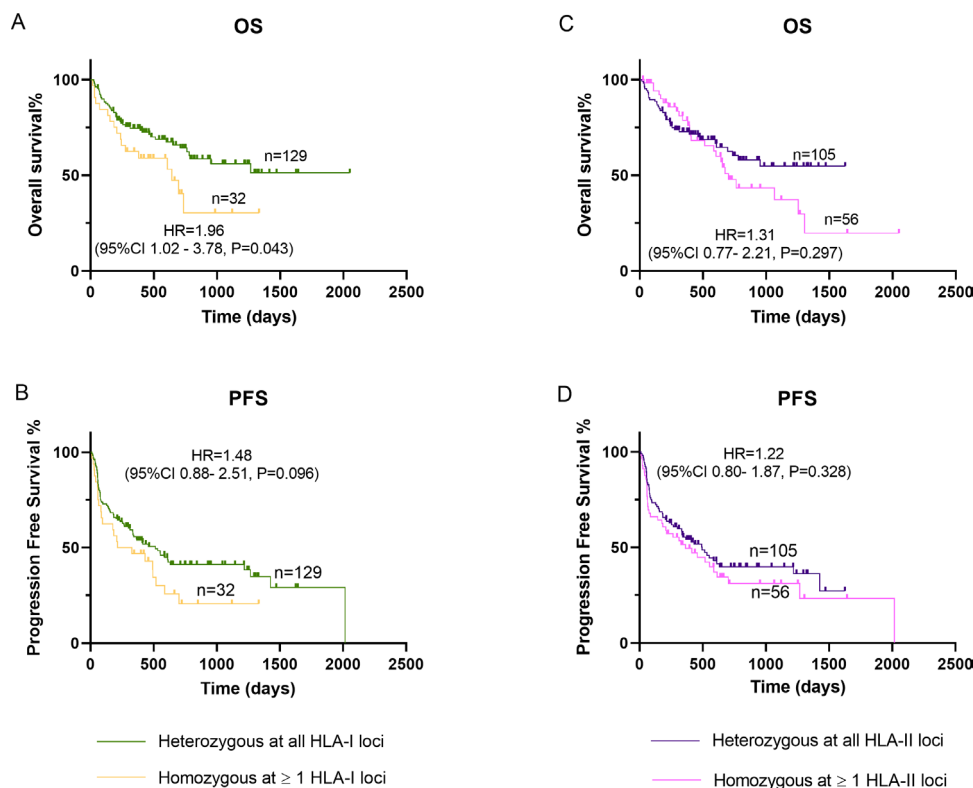 A
OS
Overall survival%
100
50
0
n=129
n=32
HR=1.96
(95%CI 1.02 - 3.78, P=0.043)
0 500 1000 1500 2000 2500
Time (days)
C
OS
Overall survival%
100
50
0
n=105
n=56
HR=1.31
(95%CI 0.77- 2.21, P=0.297)
0 500 1000 1500 2000 2500
Time (days)
B
PFS
Progression Free Survival %
100
50
0
HR=1.48
(95%CI 0.88- 2.51, P=0.096)
n=129
n=32
0 500 1000 1500 2000 2500
Time (days)
D
PFS
Progression Free Survival %
100
50
0
HR=1.22
(95%CI 0.80- 1.87, P=0.328)
n=105
n=56
0 500 1000 1500 2000 2500
Time (days)
Heterozygous at all HLA-I loci
Homozygous at ≥ 1 HLA-I loci
Heterozygous at all HLA-II loci
Homozygous at ≥ 1 HLA-II loci